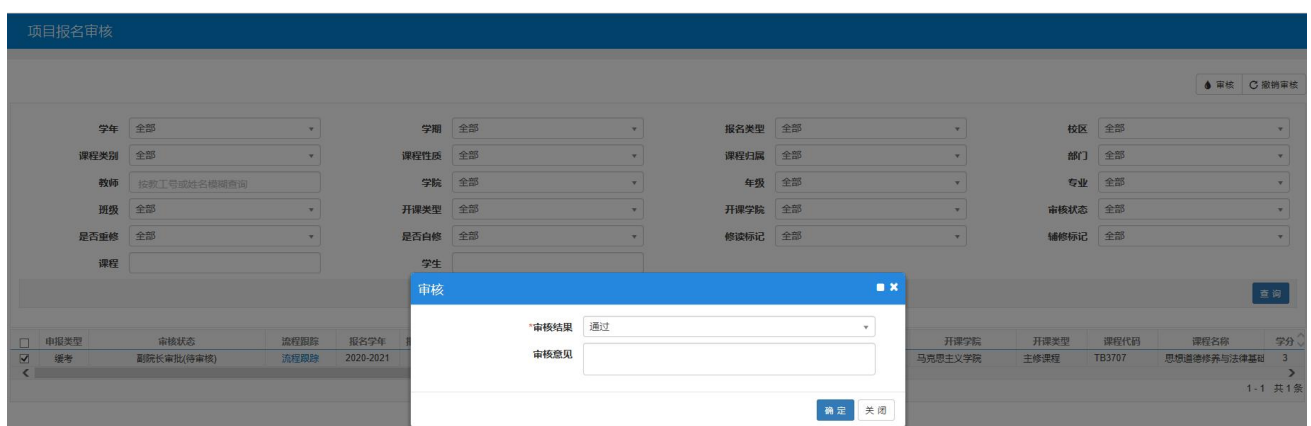 项目报名审核
审核 撤销审核
学年 全部 学期 全部 报名类型 全部 校区 全部
课程类别 全部 课程性质 全部 课程归属 全部 部门 全部
教师 按教工号或姓名模糊查询 学院 全部 年级 全部 专业 全部
班级 全部 开课类型 全部 开课学院 全部 审核状态 全部
是否重修 全部 是否自修 全部 修读标记 全部 辅修标记 全部
课程 学生
审核
查询
*审核结果 通过
审核意见
确定 关闭
申报类型 审核状态 流程跟踪 报名学年 开课学院 开课类型 课程代码 课程名称 学分
缓考 副院长审批(待审核) 流程跟踪 2020-2021 马克思主义学院 主修课程 TB3707 思想道德修养与法律基础 3
1 - 1 共 1 条